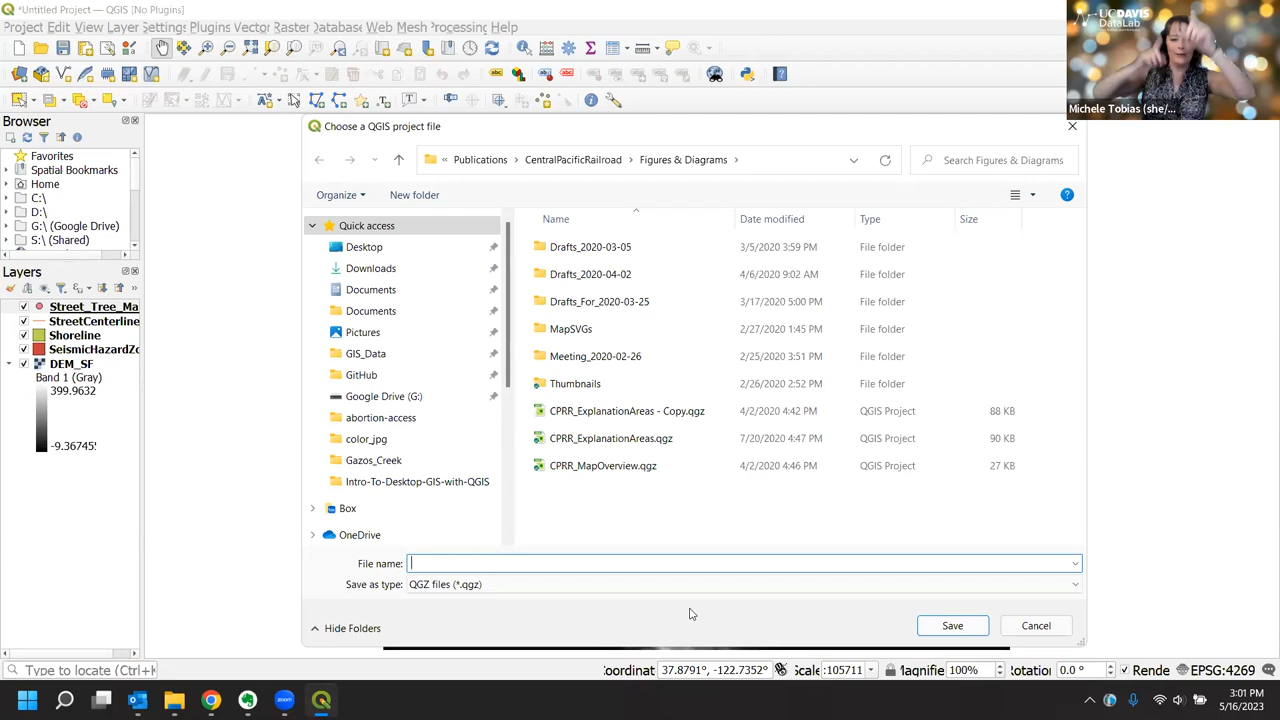 *Untitled Project — QGIS [No Plugins]
Project Edit View Layer Settings Plugins Vector Raster Database Web Mesh Processing Help
UCDAVIS
DataLab
Michele Tobias (she/...
Browser
Favorites
Spatial Bookmarks
Home
C:\
D:\
G:\ (Google Drive)
S:\ (Shared)
Layers
Street_Tree_Ma
StreetCenterline
Shoreline
SeismicHazardZo
DEM_SF
Band 1 (Gray)
399.9632
-9.36745!
Choose a QGIS project file
« Publications › CentralPacificRailroad › Figures & Diagrams ›
Search Figures & Diagrams
Organize
New folder
Quick access
Desktop
Downloads
Documents
Documents
Pictures
GIS_Data
GitHub
Google Drive (G:)
abortion-access
color_jpg
Gazos_Creek
Intro-To-Desktop-GIS-with-QGIS
Box
OneDrive
Name Date modified Type Size
Drafts_2020-03-05 3/5/2020 3:59 PM File folder
Drafts_2020-04-02 4/6/2020 9:02 AM File folder
Drafts_For_2020-03-25 3/17/2020 5:00 PM File folder
MapSVGs 2/27/2020 1:45 PM File folder
Meeting_2020-02-26 2/25/2020 3:51 PM File folder
Thumbnails 2/26/2020 2:52 PM File folder
CPRR_ExplanationAreas - Copy.qgz 4/2/2020 4:42 PM QGIS Project 88 KB
CPRR_ExplanationAreas.qgz 7/20/2020 4:47 PM QGIS Project 90 KB
CPRR_MapOverview.qgz 4/2/2020 4:46 PM QGIS Project 27 KB
File name:
Save as type: QGZ files (*.qgz)
Hide Folders
Save
Cancel
Type to locate (Ctrl+K
Coordinat 37.8791°, -122.7352° Scale :105711 Magnifie 100% Rotation 0.0 ° Rende EPSG:4269
zoom
3:01 PM
5/16/2023